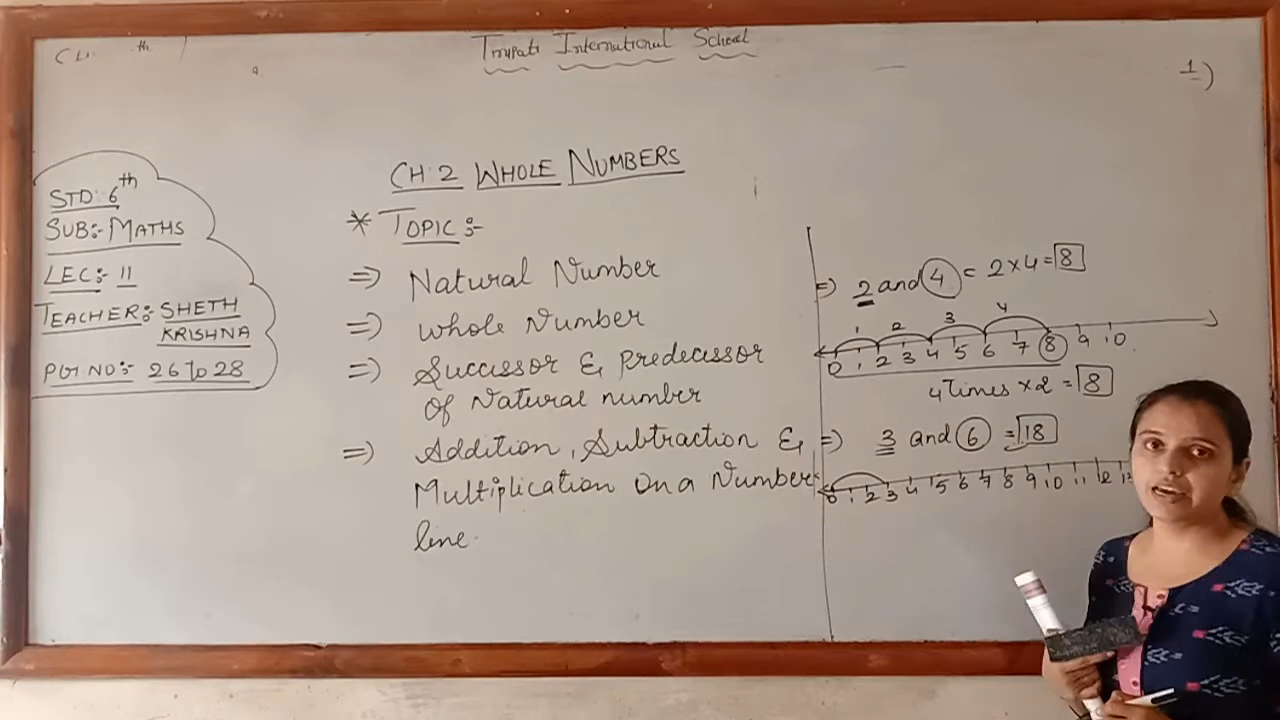 International School
1)
STD:- 6th
SUB:- MATHS
LEC:- 11
TEACHER:- SHETH
KRISHNA
PG NO:- 26 to 28
CH:2 WHOLE NUMBERS
* TOPIC:-
=> Natural Number
=> Whole Number
=> Successor & Predecissor
of Natural number
=> Addition, Subtraction &
Multiplication on a Number
line.
=> 2 and 4 = 2 x 4 = 8
1 2 3 4
0 1 2 3 4 5 6 7 8 9 10
4 Times x 2 = 8
=> 3 and 6 = 18
0 1 2 3 4 5 6 7 8 9 10 11 12